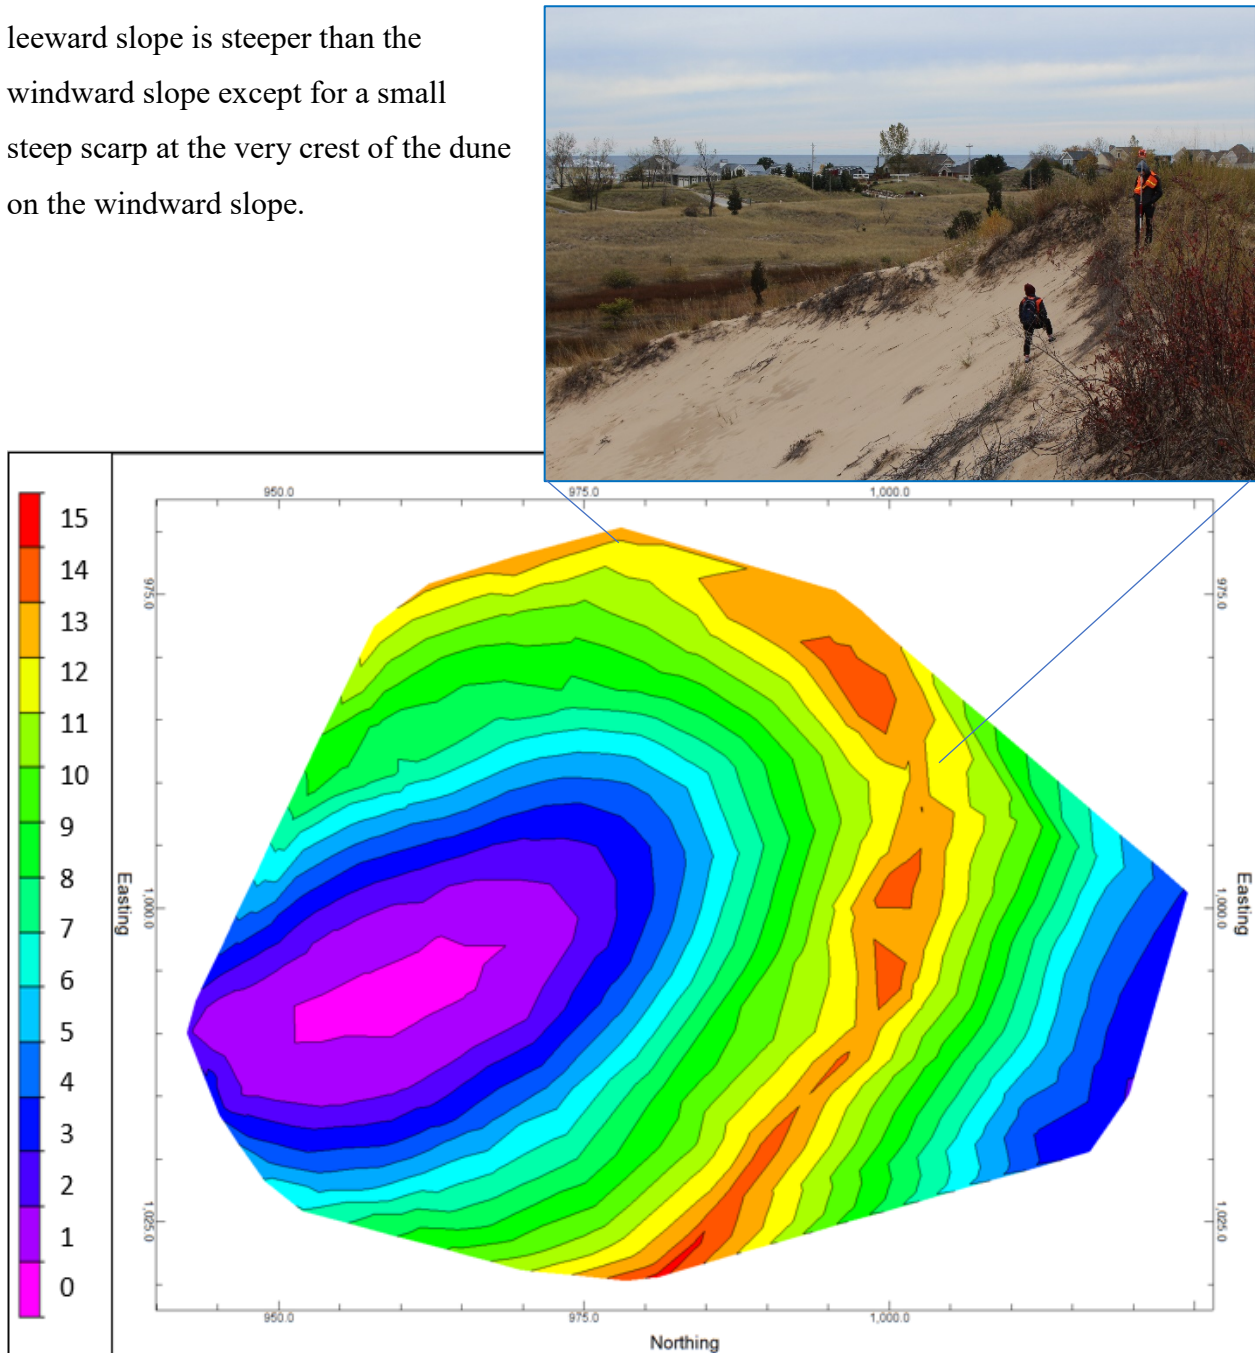 leeward slope is steeper than the
windward slope except for a small
steep scarp at the very crest of the dune
on the windward slope.
950.0 975.0 1,000.0
15
14
13
12
11
10
9
8
7
6
5
4
3
2
1
0
975.0
1,000.0
1,025.0
Easting
975.0
1,000.0
1,025.0
Easting
950.0 975.0 1,000.0
Northing